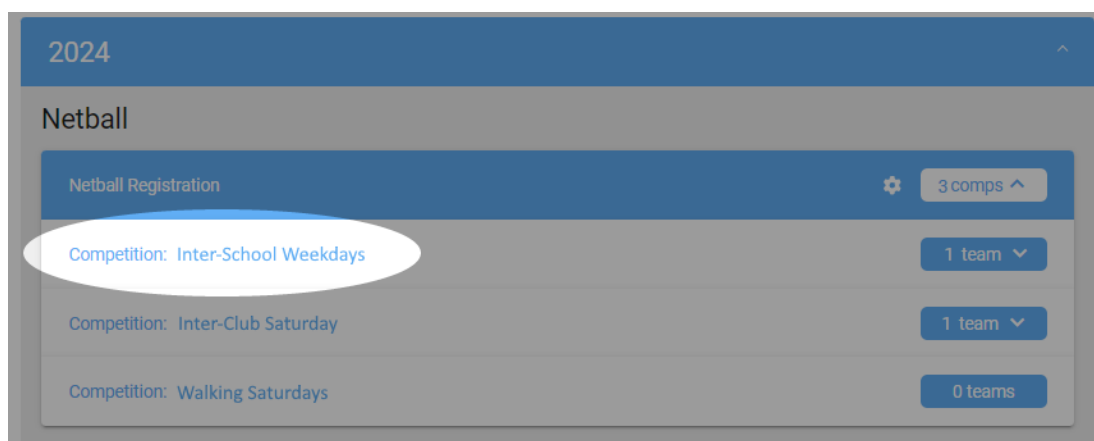 2024
Netball
Netball Registration 3 comps
Competition: Inter-School Weekdays 1 team
Competition: Inter-Club Saturday 1 team
Competition: Walking Saturdays 0 teams